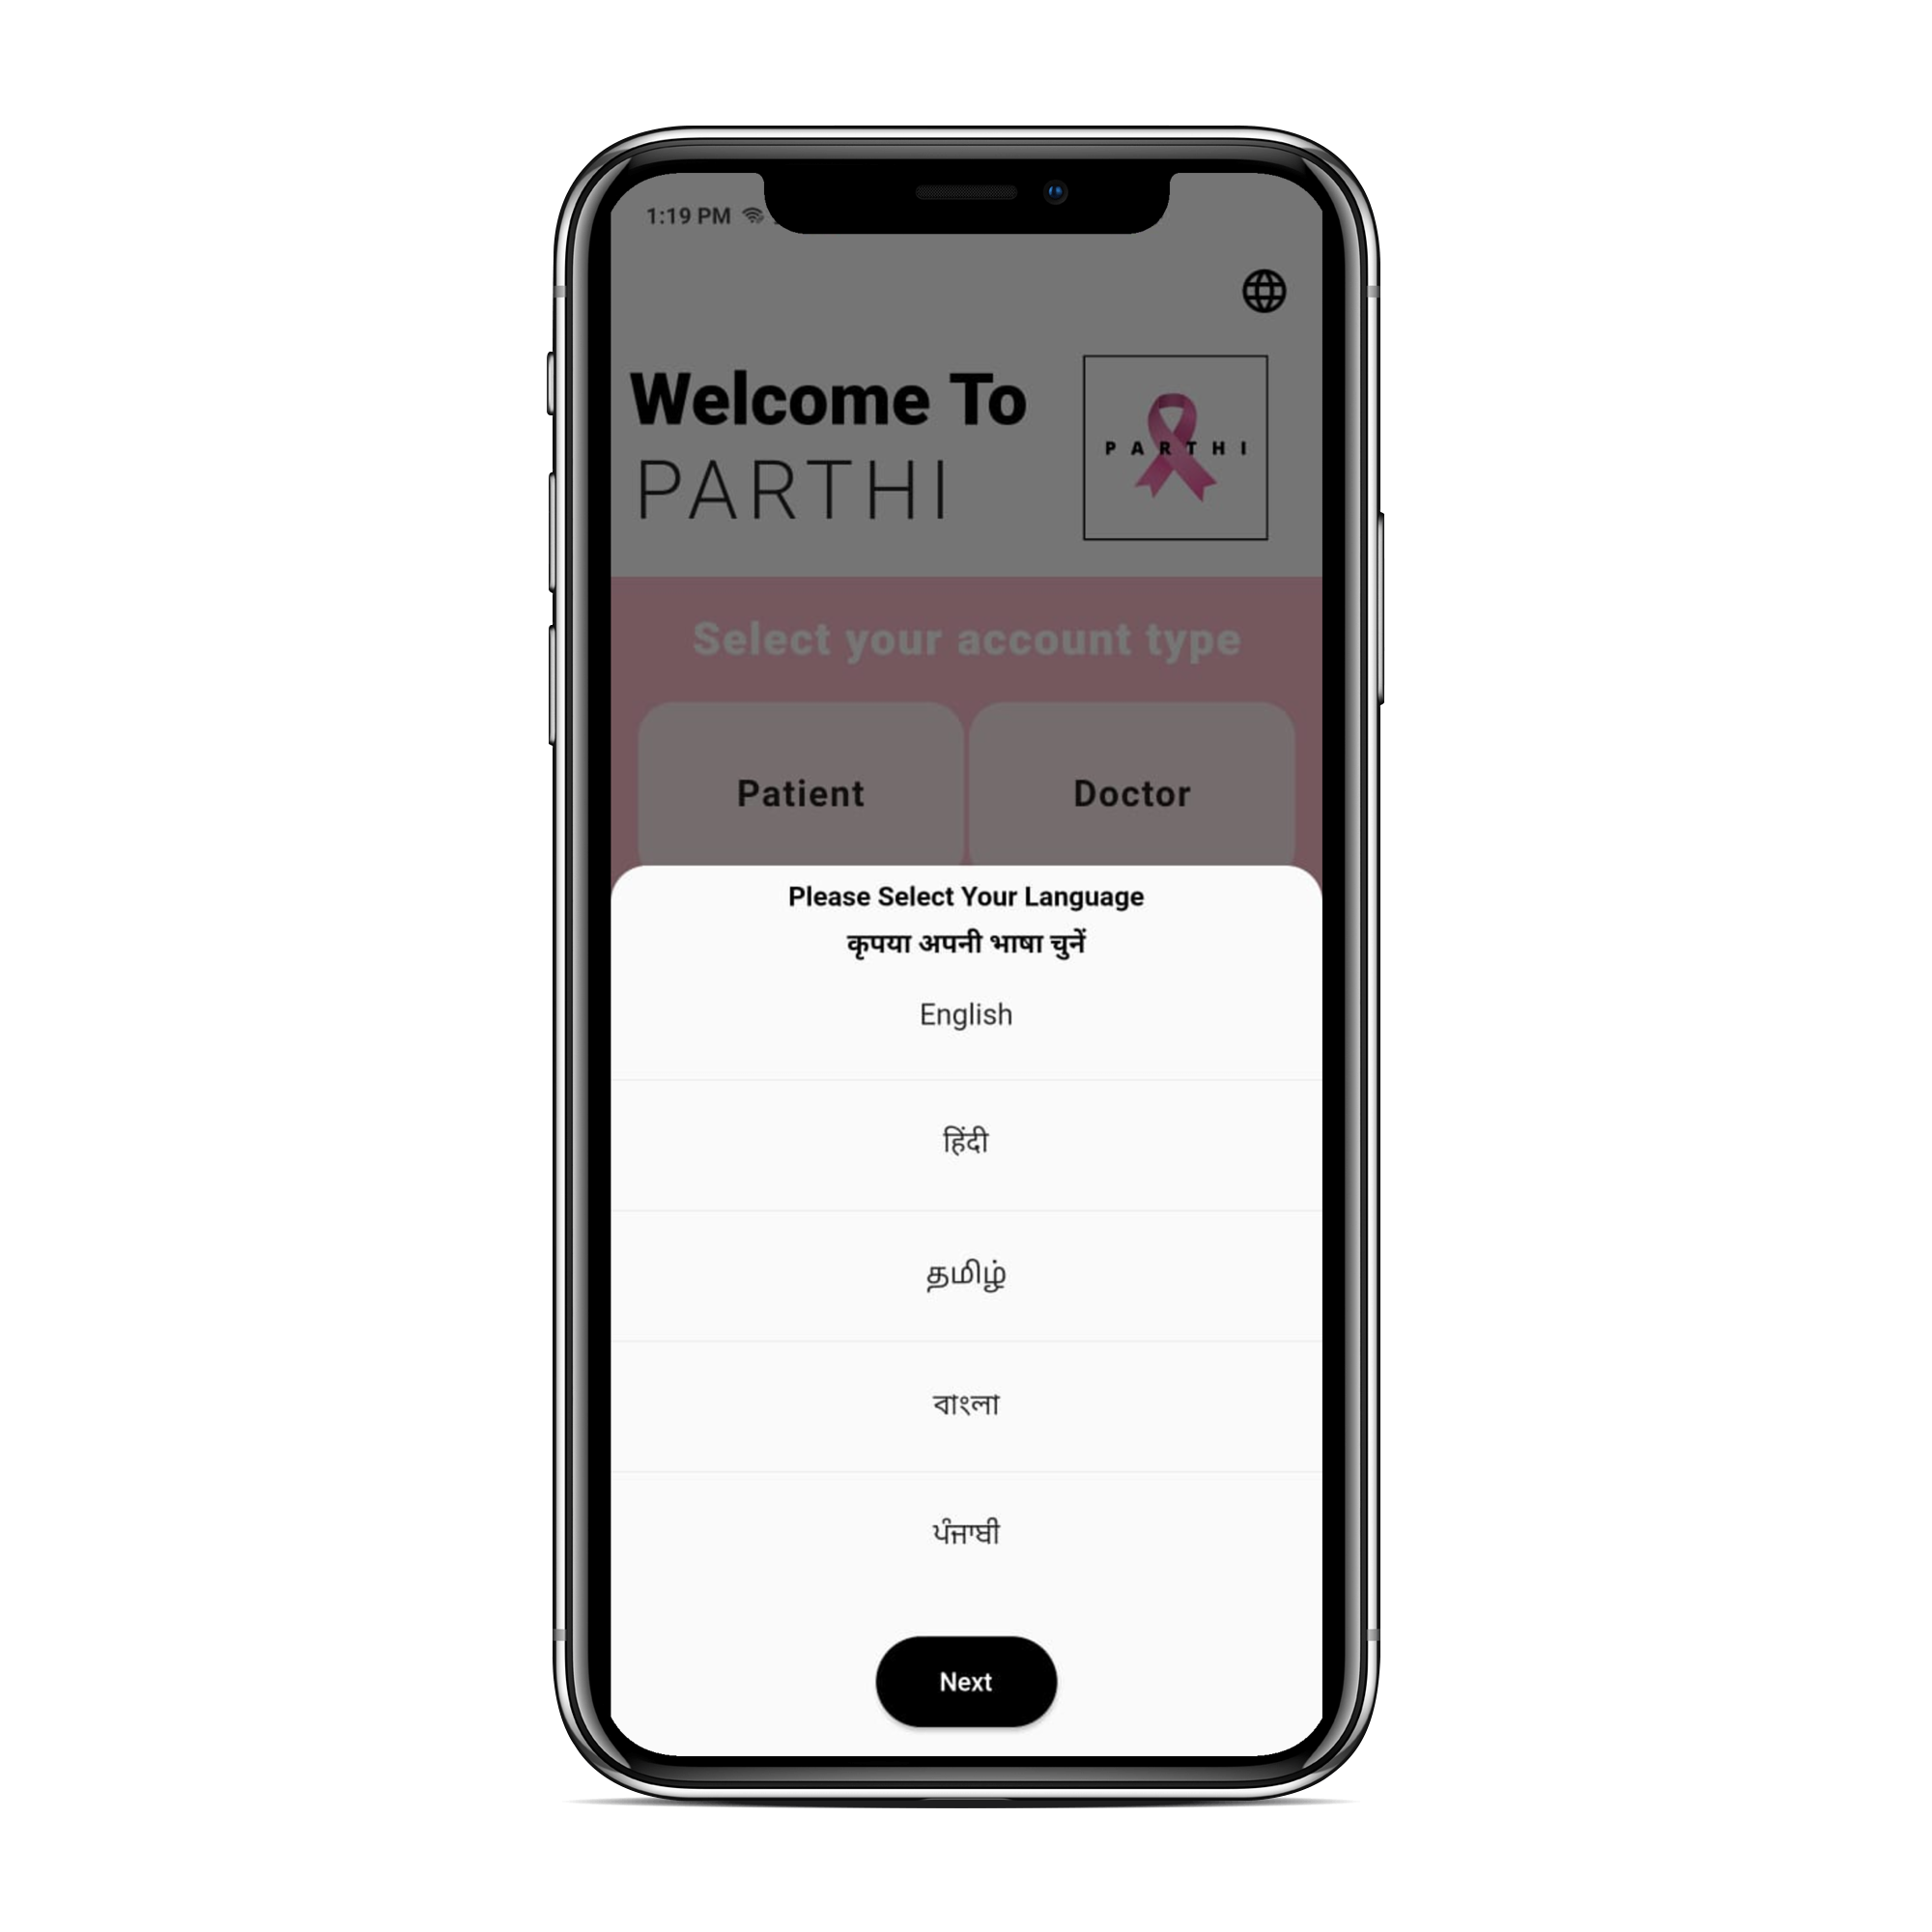 1:19 PM
Welcome To
PARTHI
PARTHI
Select your account type
Patient
Doctor
Please Select Your Language
कृपया अपनी भाषा चुनें
English
हिंदी
தமிழ்
বাংলা
ਪੰਜਾਬੀ
Next